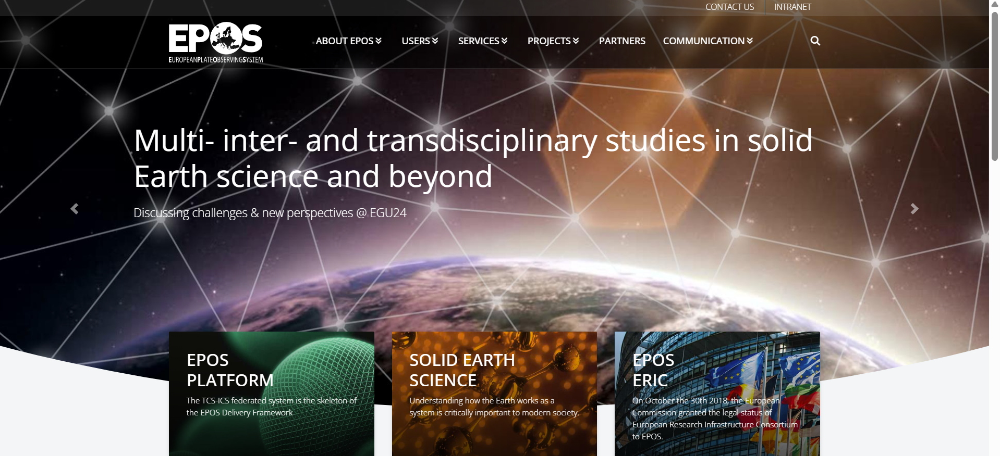 CONTACT US
INTRANET
EPOS
EUROPEANPLATEOBSERVINGSYSTEM
ABOUT EPOS
USERS
SERVICES
PROJECTS
PARTNERS
COMMUNICATION
Multi- inter- and transdisciplinary studies in solid
Earth science and beyond
Discussing challenges & new perspectives @ EGU24
EPOS
PLATFORM
The TCS-ICS federated system is the skeleton of
the EPOS Delivery Framework
SOLID EARTH
SCIENCE
Understanding how the Earth works as a
system is critically important to modern society.
EPOS
ERIC
On October the 30th 2018, the European
Commission granted the legal status of
European Research Infrastructure Consortium
to EPOS.